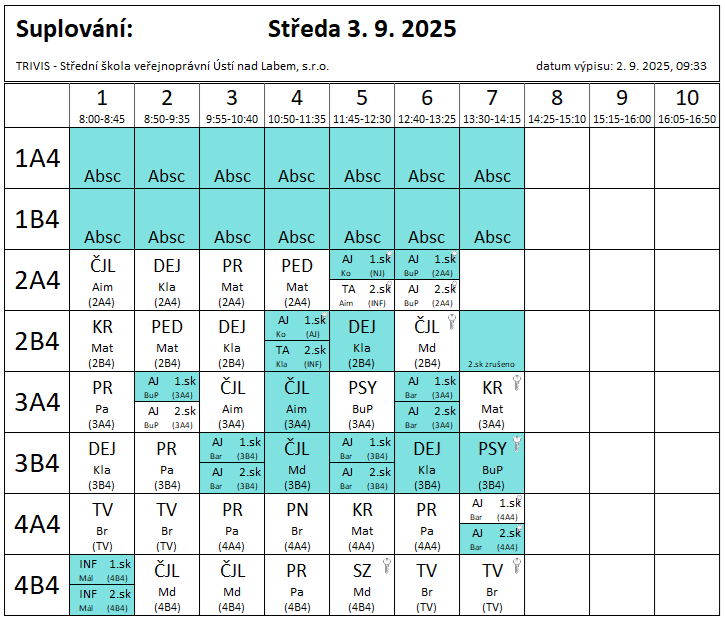 Suplování: Středa 3. 9. 2025
TRIVIS - Střední škola veřejnoprávní Ústí nad Labem, s.r.o. datum výpisu: 2. 9. 2025, 09:33
1 2 3 4 5 6 7 8 9 10
8:00-8:45 8:50-9:35 9:55-10:40 10:50-11:35 11:45-12:30 12:40-13:25 13:30-14:15 14:25-15:10 15:15-16:00 16:05-16:50
1A4 Absc Absc Absc Absc Absc Absc Absc
1B4 Absc Absc Absc Absc Absc Absc Absc
2A4
ČJL Aim (2A4)
DEJ Kla (2A4)
PR Mat (2A4)
PED Mat (2A4)
AJ 1.sk Ko (NJ)
TA 2.sk Aim (INF)
AJ 1.sk BuP (2A4)
AJ 2.sk BuP (2A4)
2B4
KR Mat (2B4)
PED Mat (2B4)
DEJ Kla (2B4)
AJ 1.sk Ko (AJ)
TA 2.sk Kla (INF)
DEJ Kla (2B4)
ČJL Md (2B4)
2.sk zrušeno
3A4
PR Pa (3A4)
AJ 1.sk BuP (3A4)
AJ 2.sk BuP (3A4)
ČJL Aim (3A4)
ČJL Aim (3A4)
PSY BuP (3A4)
AJ 1.sk Bar (3A4)
AJ 2.sk Bar (3A4)
KR Mat (3A4)
3B4
DEJ Kla (3B4)
PR Pa (3B4)
AJ 1.sk Bar (3B4)
AJ 2.sk Bar (3B4)
ČJL Md (3B4)
AJ 1.sk Bar (3B4)
AJ 2.sk Bar (3B4)
DEJ Kla (3B4)
PSY BuP (3B4)
4A4
TV Br (TV)
TV Br (TV)
PR Pa (4A4)
PN Br (4A4)
KR Mat (4A4)
PR Pa (4A4)
AJ 1.sk Bar (4A4)
AJ 2.sk Bar (4A4)
4B4
INF 1.sk Mál (4B4)
INF 2.sk Mál (4B4)
ČJL Md (4B4)
ČJL Md (4B4)
PR Pa (4B4)
SZ Md (4B4)
TV Br (TV)
TV Br (TV)